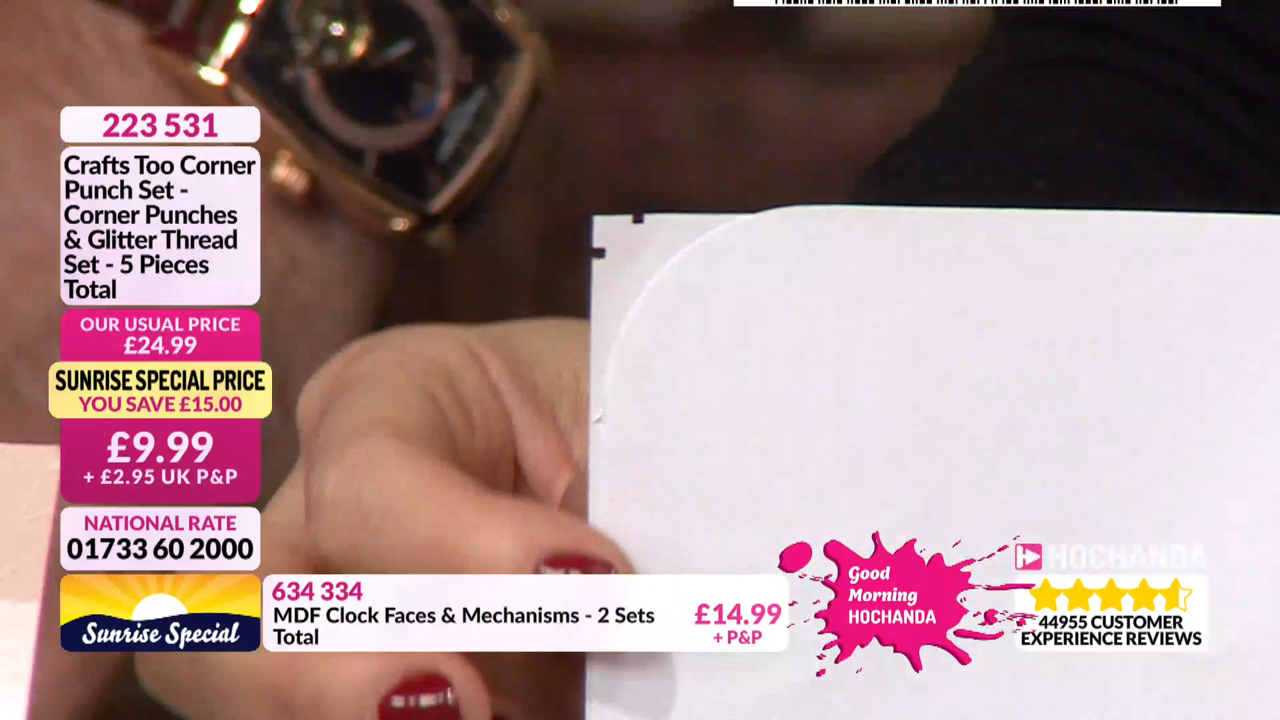 223 531
Crafts Too Corner
Punch Set -
Corner Punches
& Glitter Thread
Set - 5 Pieces
Total
OUR USUAL PRICE
£24.99
SUNRISE SPECIAL PRICE
YOU SAVE £15.00
£9.99
+ £2.95 UK P&P
NATIONAL RATE
01733 60 2000
Sunrise Special
634 334
MDF Clock Faces & Mechanisms - 2 Sets
Total
£14.99
+ P&P
Good
Morning
HOCHANDA
HOCHANDA
44955 CUSTOMER
EXPERIENCE REVIEWS